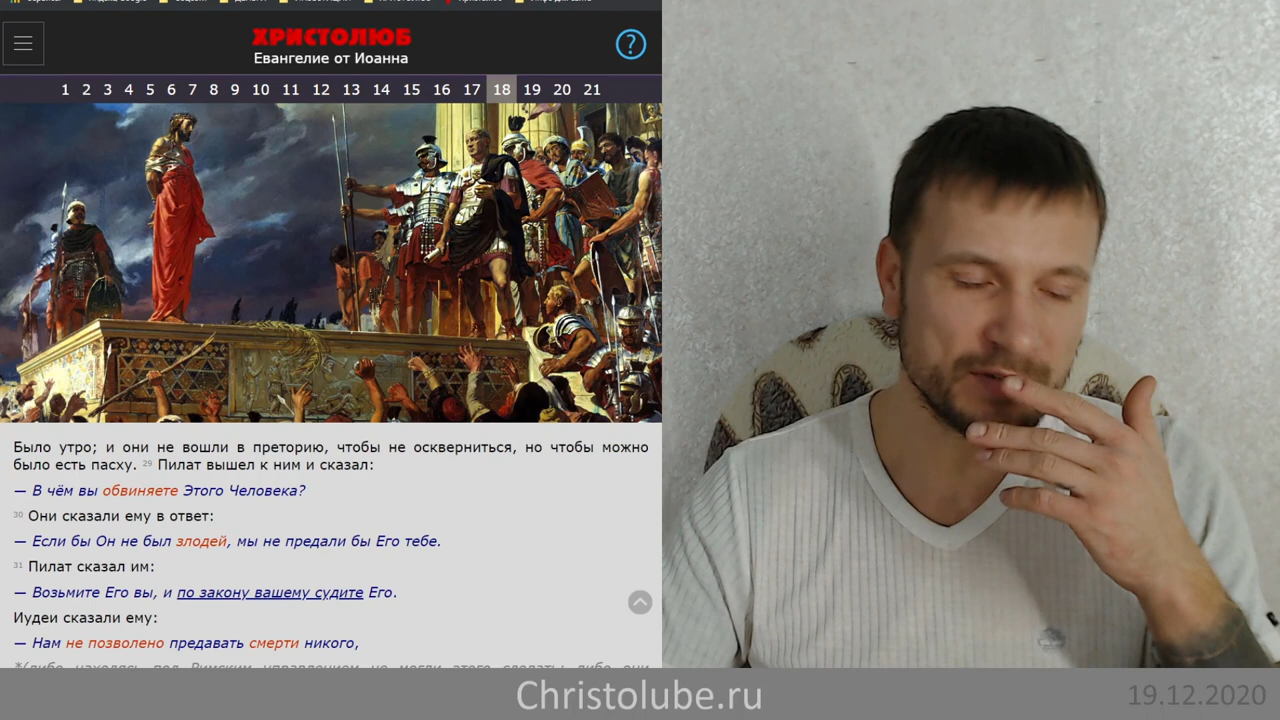 ХРИСТОЛЮБ
Евангелие от Иоанна
?
1 2 3 4 5 6 7 8 9 10 11 12 13 14 15 16 17 18 19 20 21
Было утро; и они не вошли в преторию, чтобы не оскверниться, но чтобы можно
было есть пасху. 29 Пилат вышел к ним и сказал:
— В чём вы обвиняете Этого Человека?
30 Они сказали ему в ответ:
— Если бы Он не был злодей, мы не предали бы Его тебе.
31 Пилат сказал им:
— Возьмите Его вы, и по закону вашему судите Его.
Иудеи сказали ему:
— Нам не позволено предавать смерти никого,
Christolube.ru
19.12.2020